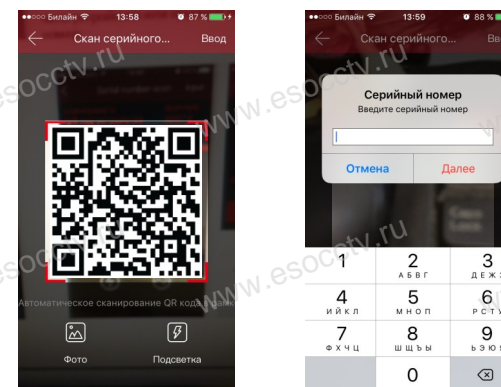 ●●○○○ Билайн 13:58 87 %
Скан серийного... Ввод
Автоматическое сканирование QR кода в
Фото Подсветка
●●○○○ Билайн 13:59 88 %
Скан серийного...
Серийный номер
Введите серийный номер
Отмена Далее
1 2 3
А Б В Г Д Е Ж З
4 5 6
И Й К Л М Н О П Р С Т У
7 8 9
Ф Х Ч Ц Ш Щ Ъ Ы Ь Э Ю Я
0
www.esocctv.ru